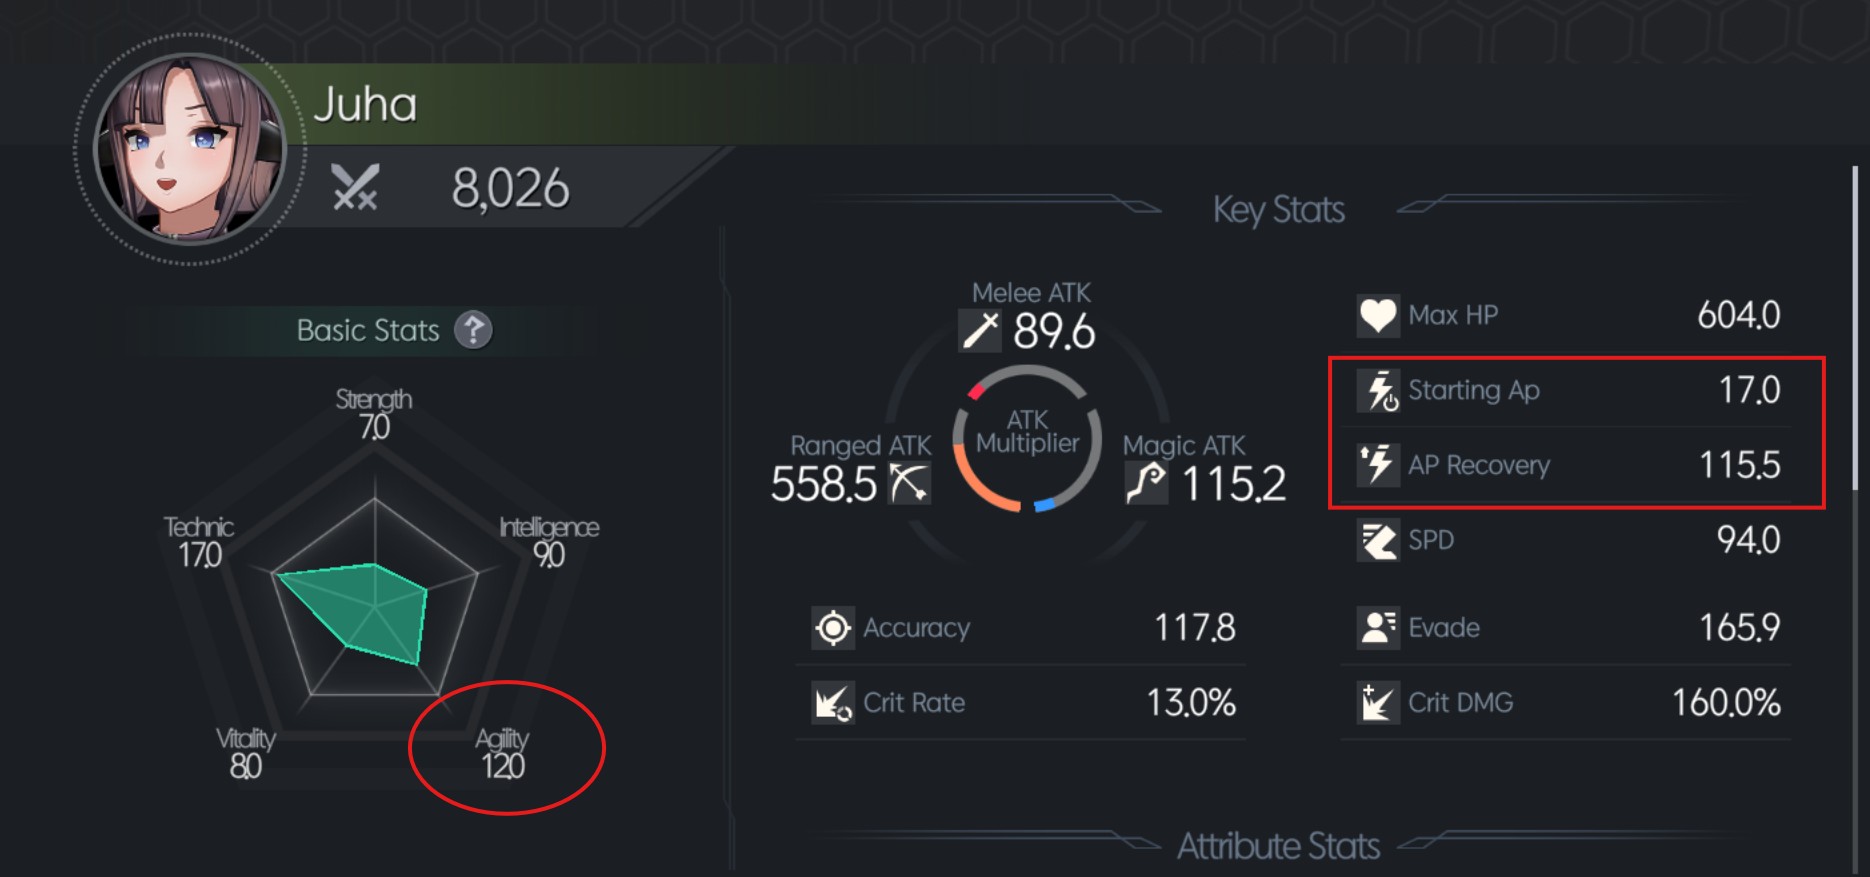 Juha
8,026
Basic Stats ?
Strength
7.0
Technic
17.0
Intelligence
9.0
Vitality
8.0
Agility
12.0
Key Stats
Melee ATK
89.6
ATK
Multiplier
Ranged ATK
558.5
Magic ATK
115.2
Accuracy 117.8
Crit Rate 13.0%
Max HP 604.0
Starting Ap 17.0
AP Recovery 115.5
SPD 94.0
Evade 165.9
Crit DMG 160.0%
Attribute Stats